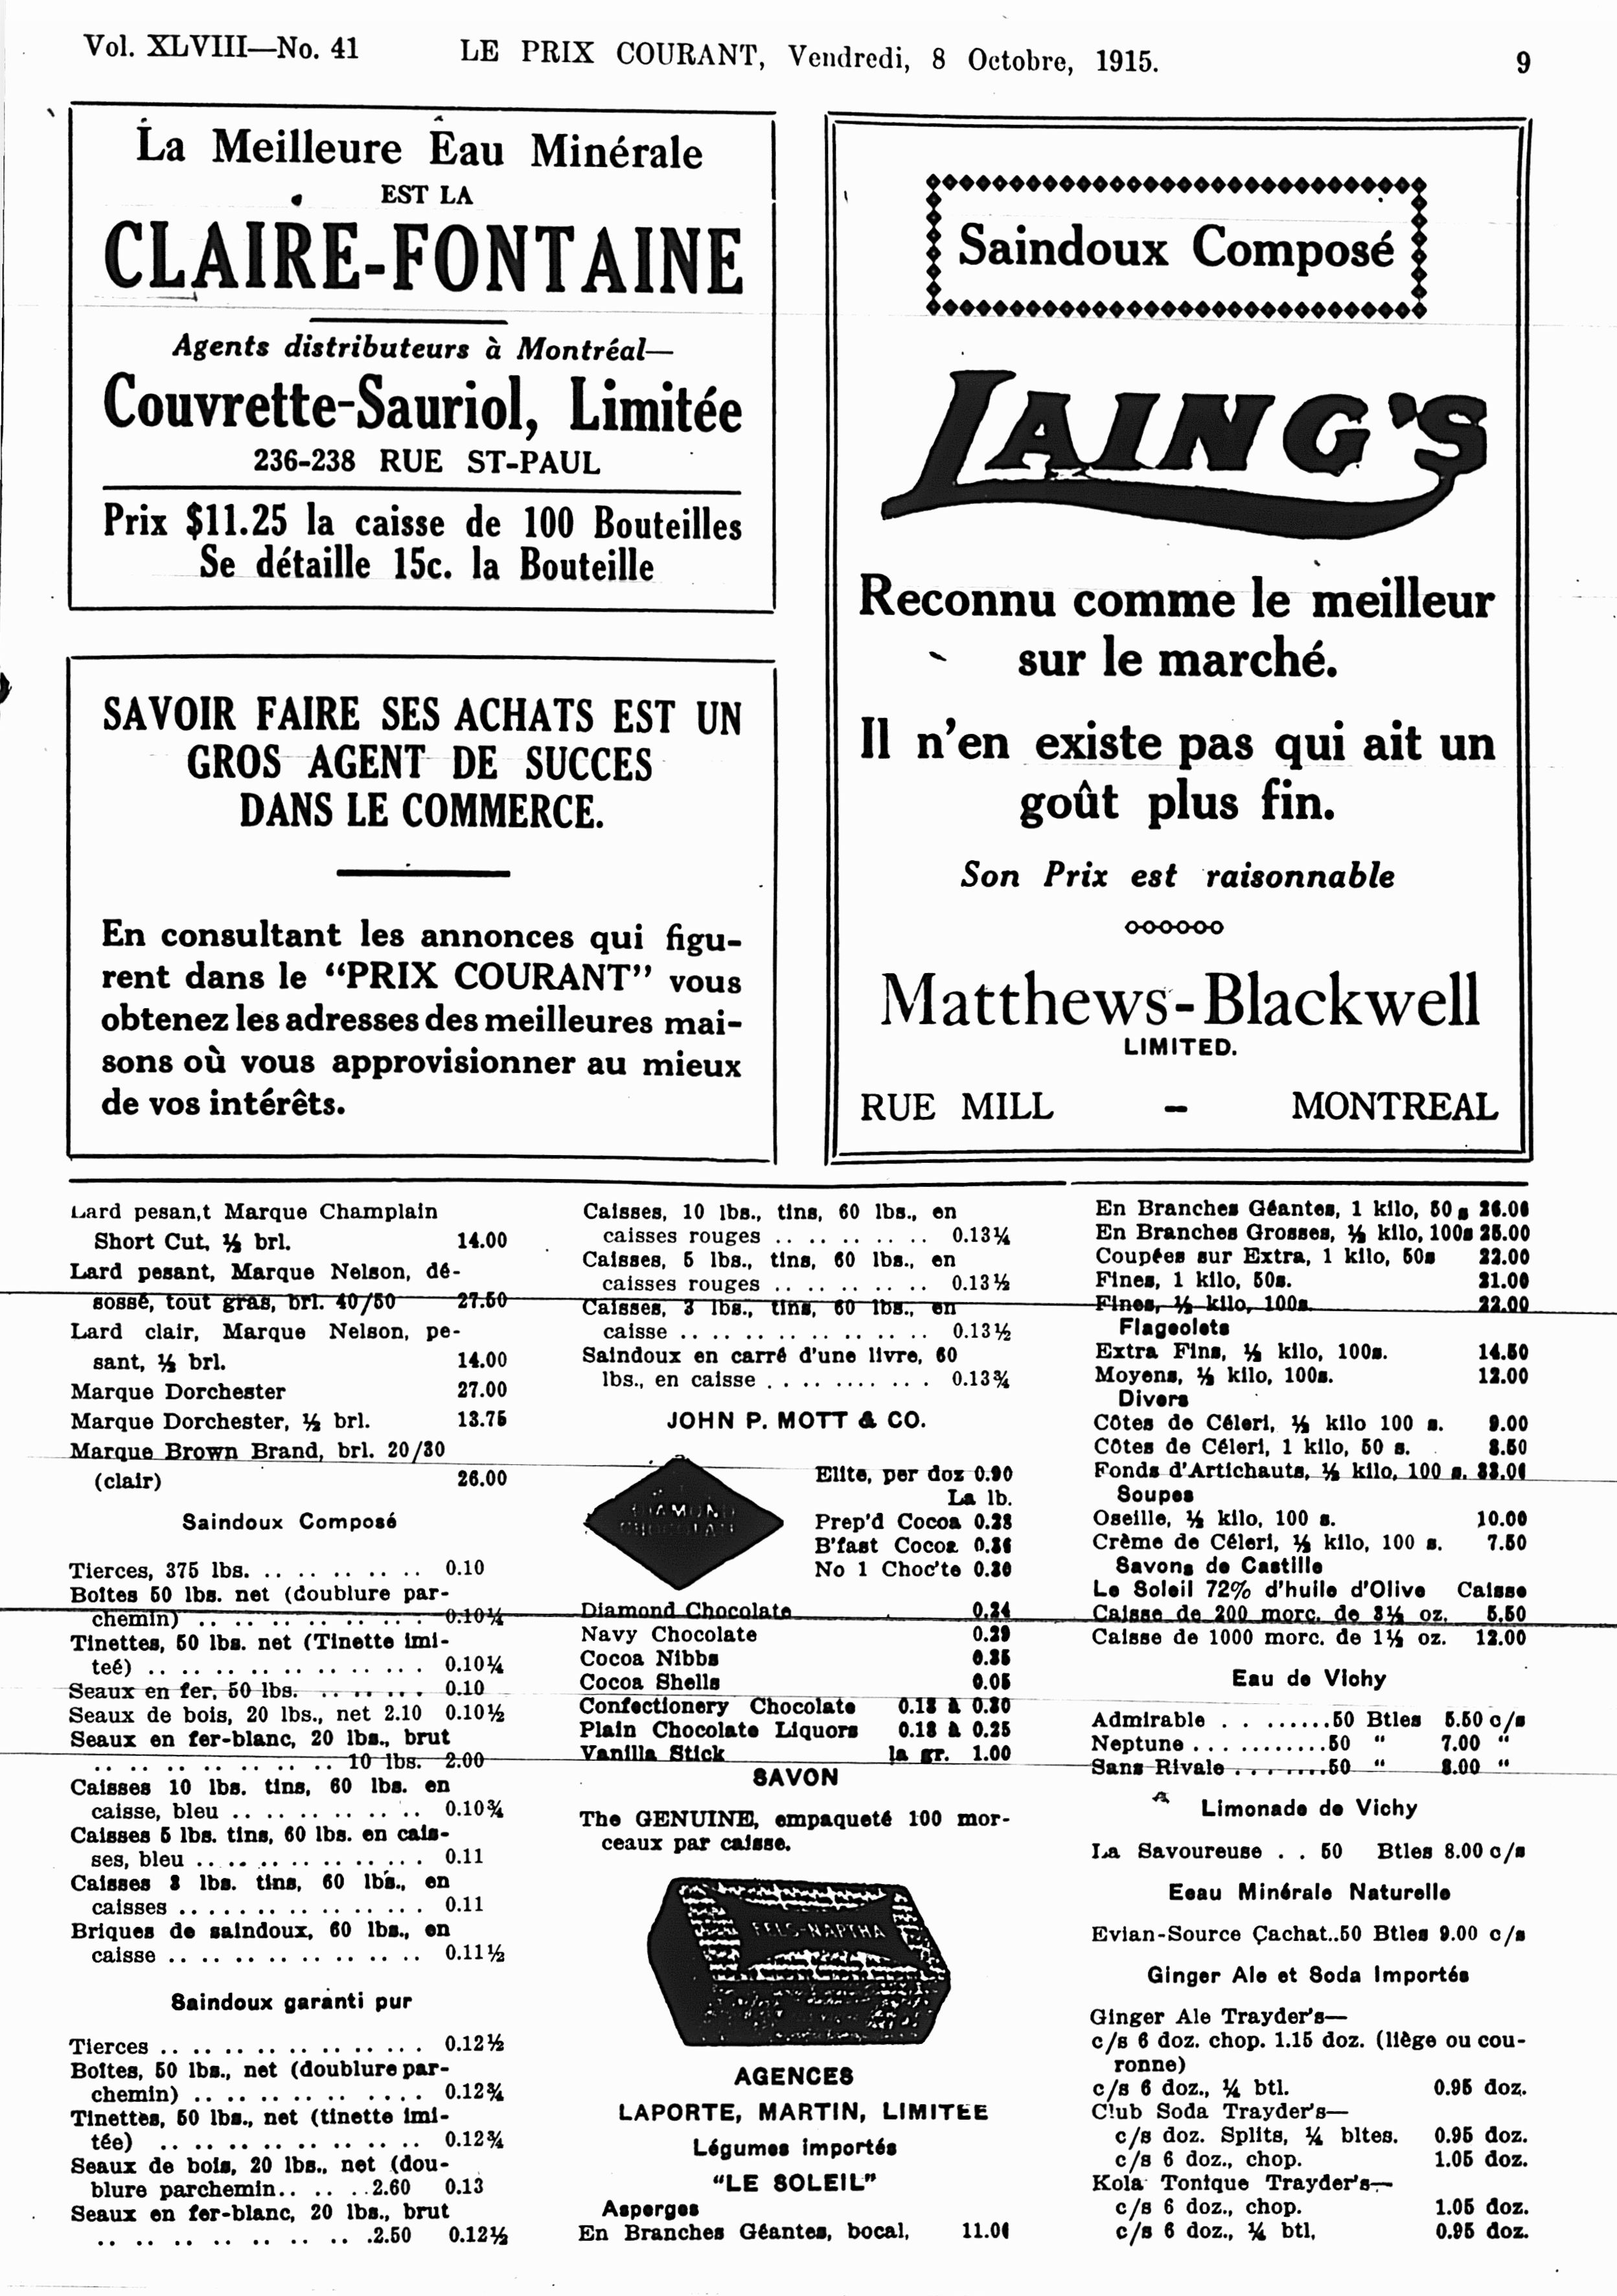 Vol. XLVIII—No. 41 LE PRIX COURANT, Vendredi, 8 Octobre, 1915. 9
La Meilleure Eau Minérale
EST LA
CLAIRE-FONTAINE
Agents distributeurs à Montréal—
Couvrette-Sauriol, Limitée
236-238 RUE ST-PAUL
Prix $11.25 la caisse de 100 Bouteilles
Se détaille 15c. la Bouteille
SAVOIR FAIRE SES ACHATS EST UN
GROS AGENT DE SUCCES
DANS LE COMMERCE.
En consultant les annonces qui figu-
rent dans le “PRIX COURANT” vous
obtenez les adresses des meilleures mai-
sons où vous approvisionner au mieux
de vos intérêts.
Saindoux Composé
LAING'S
Reconnu comme le meilleur
sur le marché.
Il n'en existe pas qui ait un
goût plus fin.
Son Prix est raisonnable
Matthews-Blackwell
LIMITED.
RUE MILL - MONTREAL
Lard pesan,t Marque Champlain
Short Cut, ½ brl. 14.00
Lard pesant, Marque Nelson, dé-
sossé, tout gras, brl. 40/50 27.50
Lard clair, Marque Nelson, pe-
sant, ½ brl. 14.00
Marque Dorchester 27.00
Marque Dorchester, ½ brl. 13.75
Marque Brown Brand, brl. 20/30
(clair) 26.00
Saindoux Composé
Tierces, 375 lbs. .. .. .. .. .. 0.10
Boîtes 50 lbs. net (doublure par-
chemin) .. .. .. .. .. .. .. 0.10¼
Tinettes, 50 lbs. net (Tinette imi-
teé) .. .. .. .. .. .. .. .. 0.10¼
Seaux en fer, 50 lbs. .. .. .. .. 0.10
Seaux de bois, 20 lbs., net 2.10 0.10½
Seaux en fer-blanc, 20 lbs., brut
.. .. .. .. .. .. .. 10 lbs. 2.00
Caisses 10 lbs. tins, 60 lbs. en
caisse, bleu .. .. .. .. .. .. 0.10¾
Caisses 5 lbs. tins, 60 lbs. en cais-
ses, bleu .. .. .. .. .. .. .. 0.11
Caisses 3 lbs. tins, 60 lbs., en
caisses .. .. .. .. .. .. .. 0.11
Briques de saindoux, 60 lbs., en
caisse .. .. .. .. .. .. .. 0.11½
Saindoux garanti pur
Tierces .. .. .. .. .. .. .. .. 0.12½
Boîtes, 50 lbs., net (doublure par-
chemin) .. .. .. .. .. .. .. 0.12¾
Tinettes, 50 lbs., net (tinette imi-
tée) .. .. .. .. .. .. .. .. 0.12¾
Seaux de bois, 20 lbs., net (dou-
blure parchemin.. .. ..2.60 0.13
Seaux en fer-blanc, 20 lbs., brut
.. .. .. .. .. .. .. .2.50 0.12½
Caisses, 10 lbs., tins, 60 lbs., en
caisses rouges .. .. .. .. .. 0.13¼
Caisses, 5 lbs., tins, 60 lbs., en
caisses rouges .. .. .. .. .. 0.13½
Caisses, 3 lbs., tins, 60 lbs., en
caisse .. .. .. .. .. .. .. 0.13½
Saindoux en carré d'une livre, 60
lbs., en caisse .. .. .. .. .. 0.13¾
JOHN P. MOTT & CO.
DIAMOND
CHOCOLATE
Elite, per doz 0.90
La lb.
Prep'd Cocoa 0.28
B'fast Cocoa 0.36
No 1 Choc'te 0.30
Diamond Chocolate 0.24
Navy Chocolate 0.29
Cocoa Nibbs 0.35
Cocoa Shells 0.05
Confectionery Chocolate 0.18 à 0.30
Plain Chocolate Liquors 0.18 à 0.25
Vanilla Stick la gr. 1.00
SAVON
The GENUINE, empaqueté 100 mor-
ceaux par caisse.
FELS-NAPTHA
AGENCES
LAPORTE, MARTIN, LIMITEE
Légumes importés
“LE SOLEIL”
Asperges
En Branches Géantes, bocal, 11.00
En Branches Géantes, 1 kilo, 50 s 26.00
En Branches Grosses, ½ kilo, 100s 25.00
Coupées sur Extra, 1 kilo, 50s 22.00
Fines, 1 kilo, 50s. 21.00
Fines, ½ kilo, 100s. 22.00
Flageolets
Extra Fins, ½ kilo, 100s. 14.50
Moyens, ½ kilo, 100s. 12.00
Divers
Côtes de Céleri, ½ kilo 100 s. 9.00
Côtes de Céleri, 1 kilo, 50 s. 8.50
Fonds d'Artichauts, ½ kilo, 100 s.
Soupes
Oseille, ½ kilo, 100 s. 10.00
Crème de Céleri, ½ kilo, 100 s. 7.50
Savons de Castille
Le Soleil 72% d'huile d'Olive Caisse
Caisse de 200 morc. de 3½ oz. 5.50
Caisse de 1000 morc. de 1½ oz. 12.00
Eau de Vichy
Admirable . . ......50 Btles 5.50 c/s
Neptune . . . ........50 " 7.00 "
Sans Rivale . . . .....50 " 8.00 "
Limonade de Vichy
La Savoureuse . . 50 Btles 8.00 c/s
Eeau Minérale Naturelle
Evian-Source Çachat..50 Btles 9.00 c/s
Ginger Ale et Soda Importés
Ginger Ale Trayder's—
c/s 6 doz. chop. 1.15 doz. (liège ou cou-
ronne)
c/s 6 doz., ¼ btl. 0.95 doz.
Club Soda Trayder's—
c/s doz. Splits, ¼ bltes. 0.95 doz.
c/s 6 doz., chop. 1.05 doz.
Kola Tonique Trayder's—
c/s 6 doz., chop. 1.05 doz.
c/s 6 doz., ¼ btl, 0.95 doz.